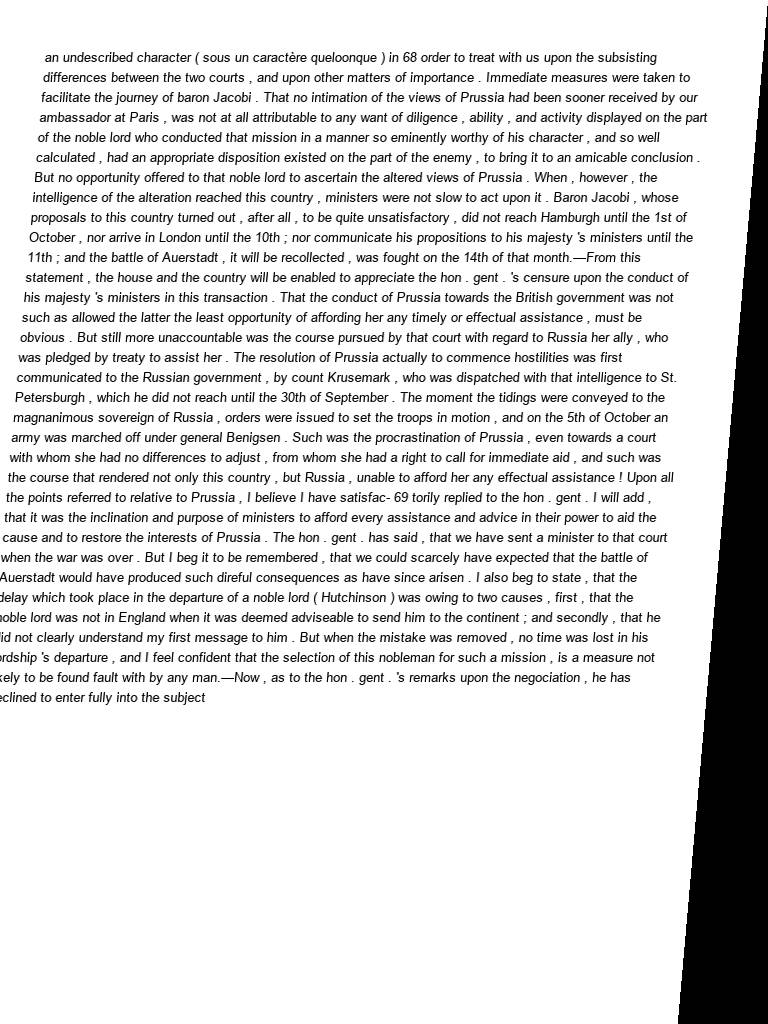 an undescribed character ( sous un caractère queloonque ) in 68 order to treat with us upon the subsisting
differences between the two courts , and upon other matters of importance . Immediate measures were taken to
facilitate the journey of baron Jacobi . That no intimation of the views of Prussia had been sooner received by our
ambassador at Paris , was not at all attributable to any want of diligence , ability , and activity displayed on the part
of the noble lord who conducted that mission in a manner so eminently worthy of his character , and so well
calculated , had an appropriate disposition existed on the part of the enemy , to bring it to an amicable conclusion .
But no opportunity offered to that noble lord to ascertain the altered views of Prussia . When , however , the
intelligence of the alteration reached this country , ministers were not slow to act upon it . Baron Jacobi , whose
proposals to this country turned out , after all , to be quite unsatisfactory , did not reach Hamburgh until the 1st of
October , nor arrive in London until the 10th ; nor communicate his propositions to his majesty 's ministers until the
11th ; and the battle of Auerstadt , it will be recollected , was fought on the 14th of that month.—From this
statement , the house and the country will be enabled to appreciate the hon . gent . 's censure upon the conduct of
his majesty 's ministers in this transaction . That the conduct of Prussia towards the British government was not
such as allowed the latter the least opportunity of affording her any timely or effectual assistance , must be
obvious . But still more unaccountable was the course pursued by that court with regard to Russia her ally , who
was pledged by treaty to assist her . The resolution of Prussia actually to commence hostilities was first
communicated to the Russian government , by count Krusemark , who was dispatched with that intelligence to St.
Petersburgh , which he did not reach until the 30th of September . The moment the tidings were conveyed to the
magnanimous sovereign of Russia , orders were issued to set the troops in motion , and on the 5th of October an
army was marched off under general Benigsen . Such was the procrastination of Prussia , even towards a court
with whom she had no differences to adjust , from whom she had a right to call for immediate aid , and such was
the course that rendered not only this country , but Russia , unable to afford her any effectual assistance ! Upon all
the points referred to relative to Prussia , I believe I have satisfac- 69 torily replied to the hon . gent . I will add ,
that it was the inclination and purpose of ministers to afford every assistance and advice in their power to aid the
cause and to restore the interests of Prussia . The hon . gent . has said , that we have sent a minister to that court
when the war was over . But I beg it to be remembered , that we could scarcely have expected that the battle of
Auerstadt would have produced such direful consequences as have since arisen . I also beg to state , that the
delay which took place in the departure of a noble lord ( Hutchinson ) was owing to two causes , first , that the
noble lord was not in England when it was deemed adviseable to send him to the continent ; and secondly , that he
did not clearly understand my first message to him . But when the mistake was removed , no time was lost in his
ordship 's departure , and I feel confident that the selection of this nobleman for such a mission , is a measure not
kely to be found fault with by any man.—Now , as to the hon . gent . 's remarks upon the negociation , he has
eclined to enter fully into the subject